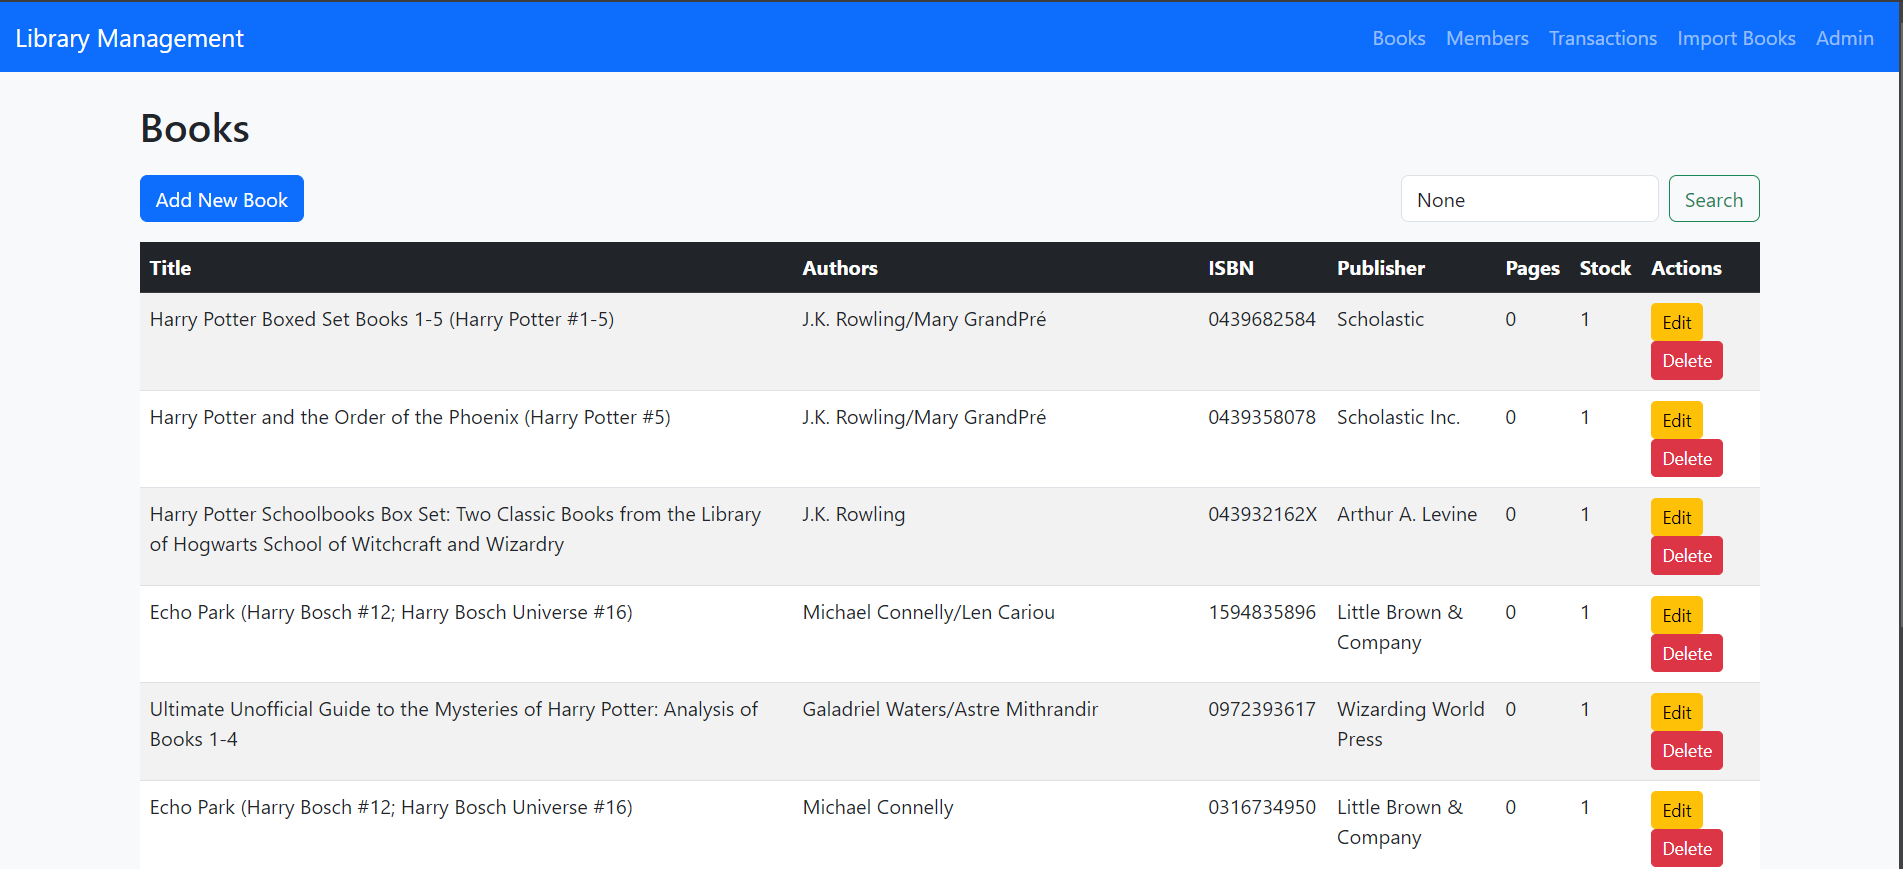 Library Management Books Members Transactions Import Books Admin
Books
Add New Book None Search
Title Authors ISBN Publisher Pages Stock Actions
Harry Potter Boxed Set Books 1-5 (Harry Potter #1-5) J.K. Rowling/Mary GrandPré 0439682584 Scholastic 0 1 Edit
Delete
Harry Potter and the Order of the Phoenix (Harry Potter #5) J.K. Rowling/Mary GrandPré 0439358078 Scholastic Inc. 0 1 Edit
Delete
Harry Potter Schoolbooks Box Set: Two Classic Books from the Library J.K. Rowling 043932162X Arthur A. Levine 0 1 Edit
of Hogwarts School of Witchcraft and Wizardry Delete
Echo Park (Harry Bosch #12; Harry Bosch Universe #16) Michael Connelly/Len Cariou 1594835896 Little Brown & 0 1 Edit
Company Delete
Ultimate Unofficial Guide to the Mysteries of Harry Potter: Analysis of Galadriel Waters/Astre Mithrandir 0972393617 Wizarding World 0 1 Edit
Books 1-4 Press Delete
Echo Park (Harry Bosch #12; Harry Bosch Universe #16) Michael Connelly 0316734950 Little Brown & 0 1 Edit
Company Delete